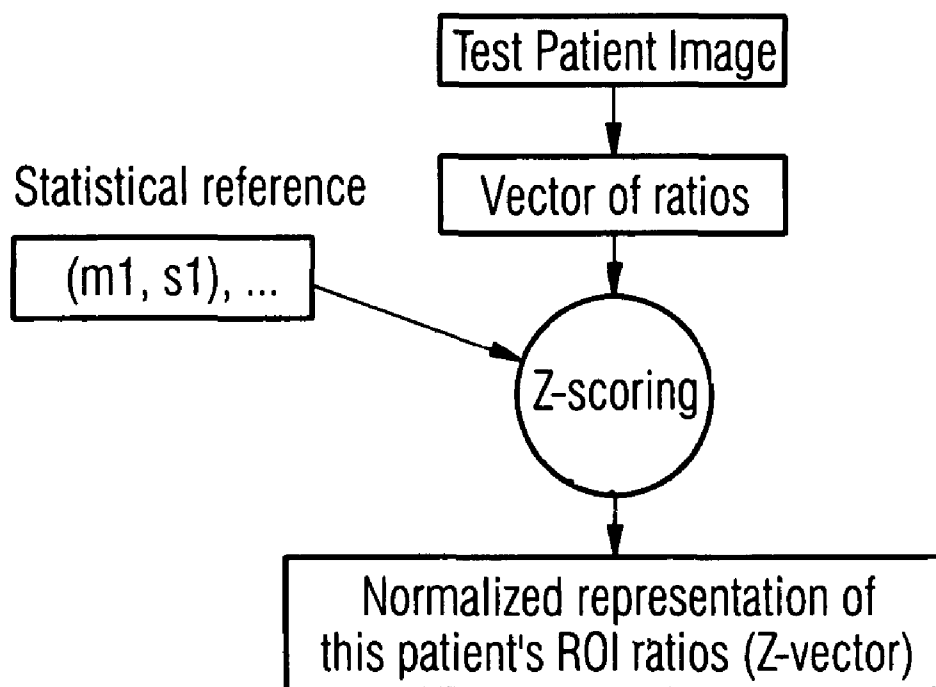 Test Patient Image
Vector of ratios
Statistical reference
(m1, s1), ...
Z-scoring
Normalized representation of
this patient's ROI ratios (Z-vector)